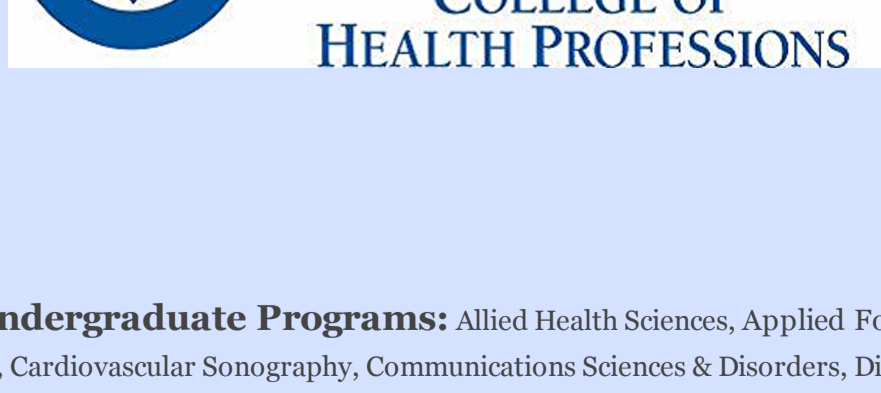 COLLEGE OF
HEALTH PROFESSIONS
ndergraduate Programs: Allied Health Sciences, Applied Fo
, Cardiovascular Sonography, Communications Sciences & Disorders, Di